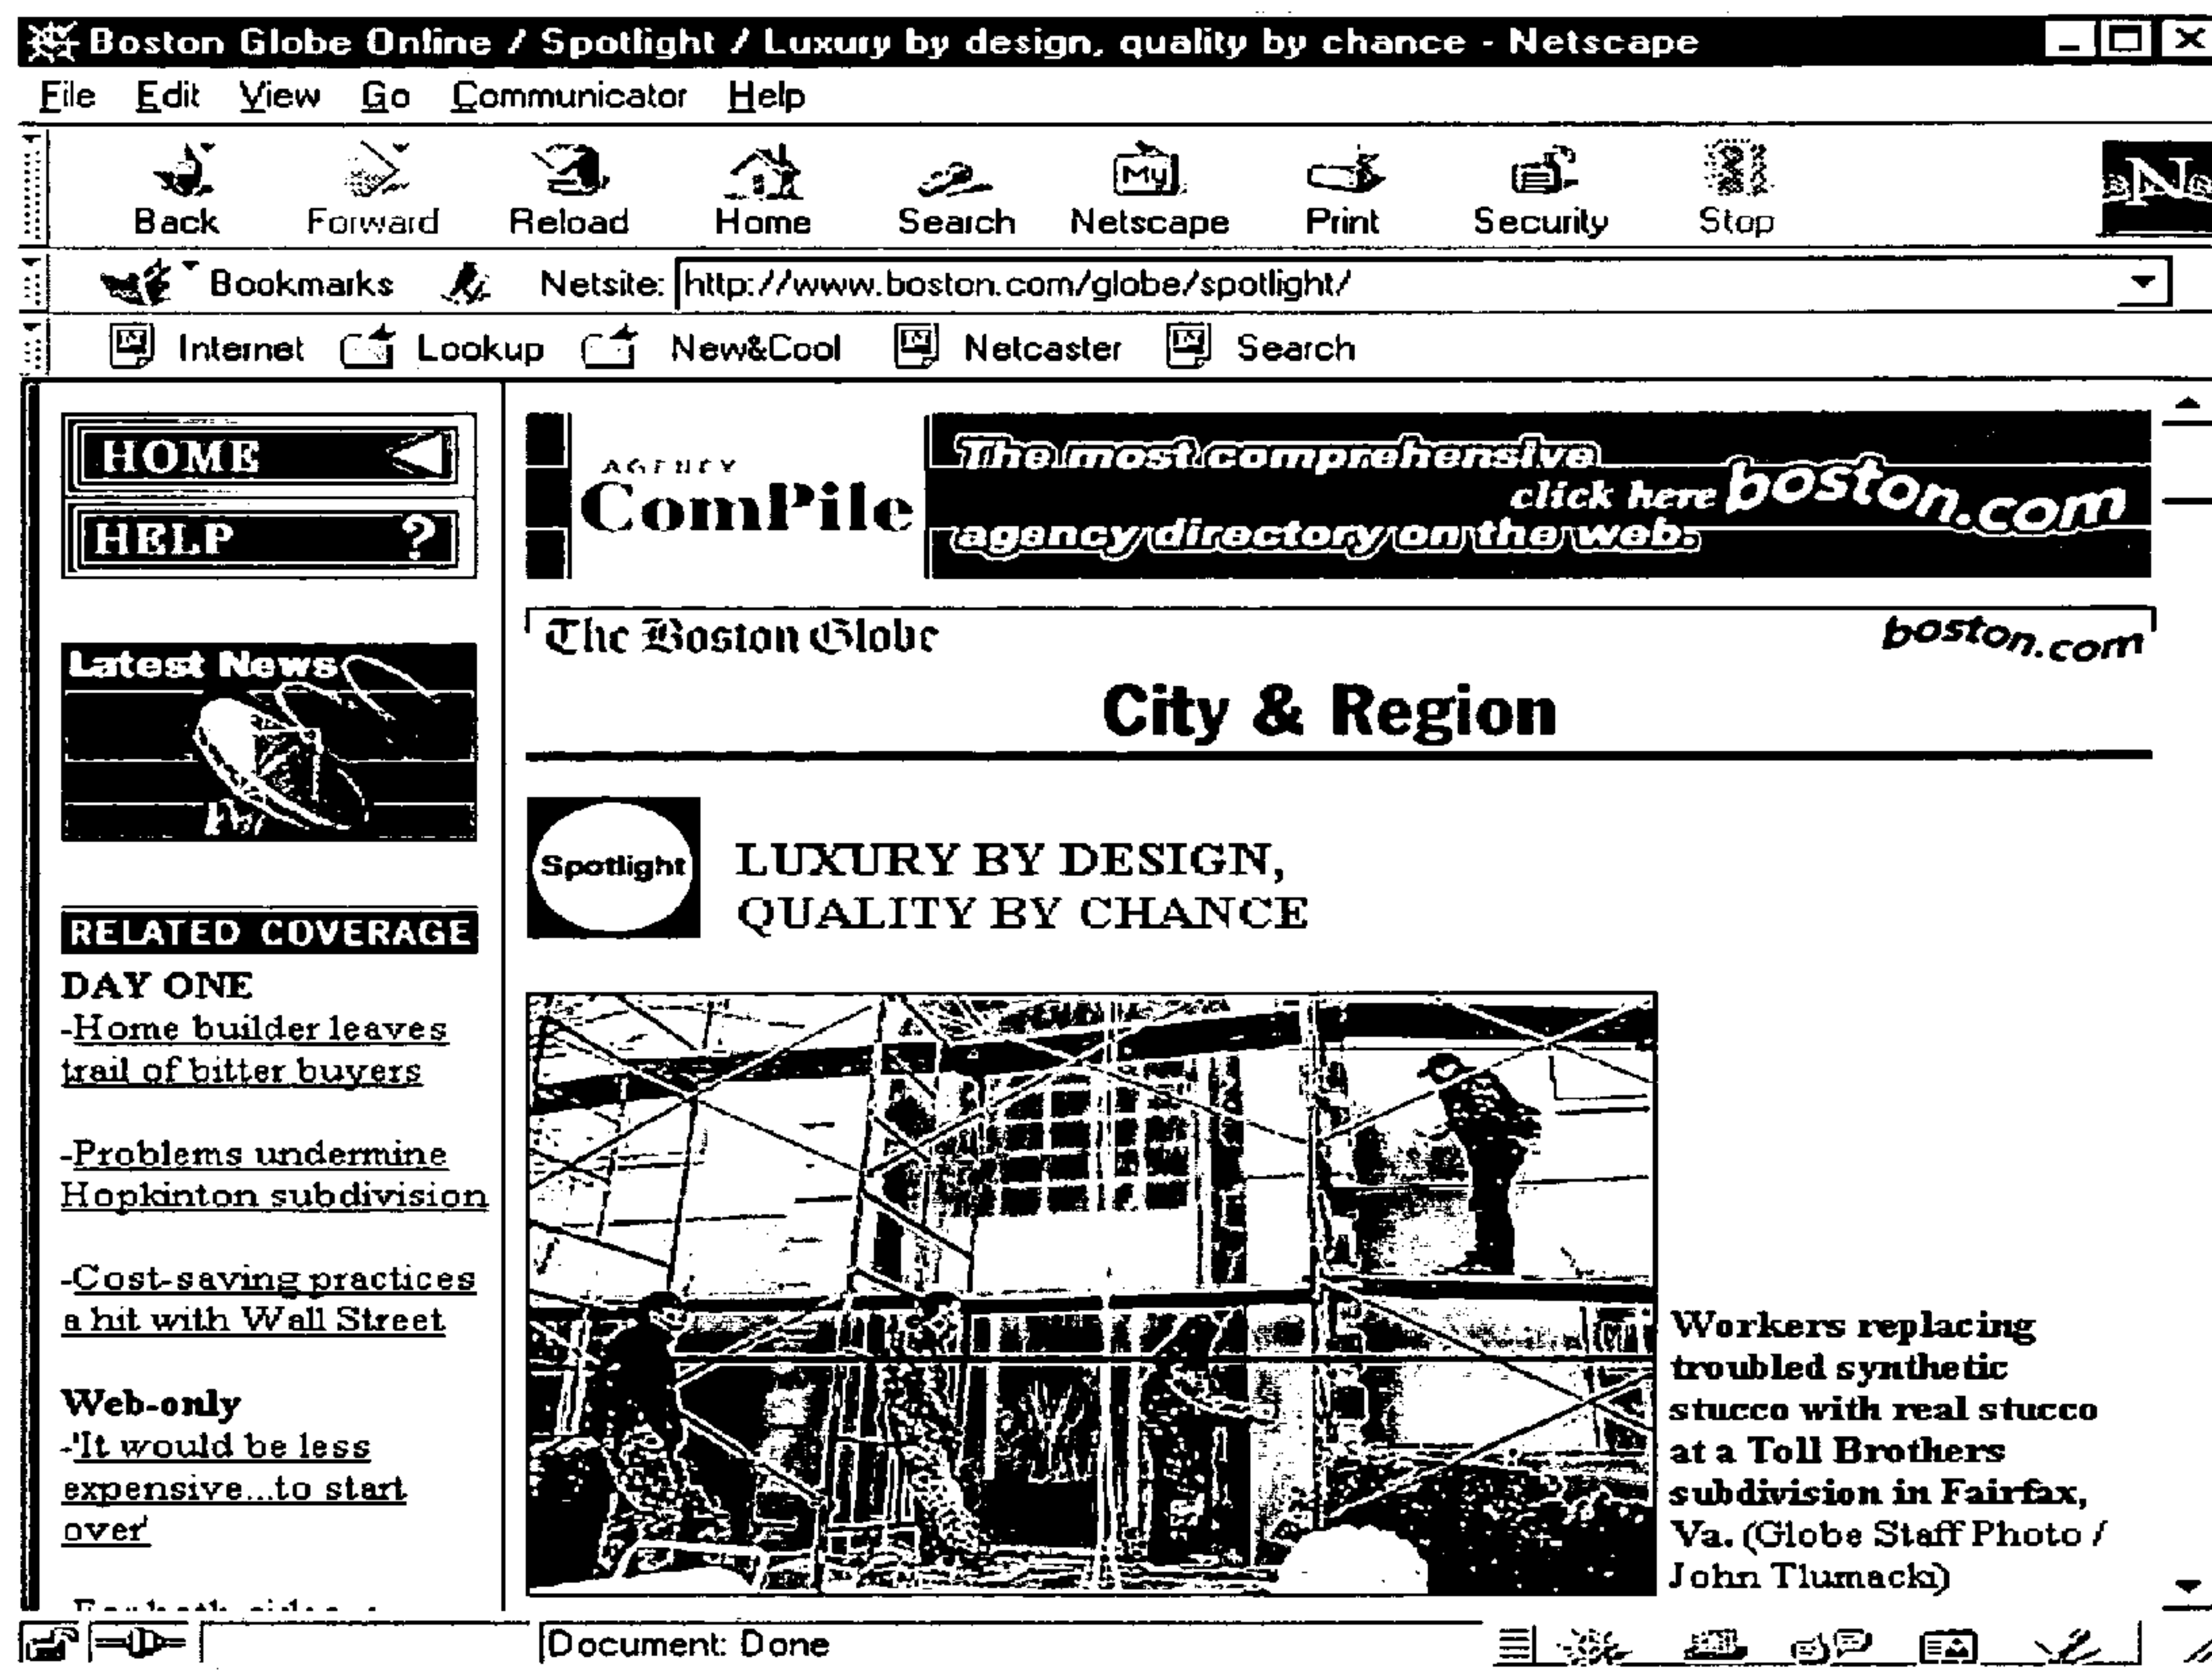 Boston Globe Online / Spotlight / Luxury by design, quality by chance - Netscape
File Edit View Go Communicator Help
My
N
Back Forward Reload Home Search Netscape Print Security Stop
Bookmarks Netsite: http://www.boston.com/globe/spotlight/
Internet Lookup New&Cool Netcaster Search
HOME
HELP ?
AGENCY
ComPile
The most comprehensive
click here boston.com
agency directory on the web.
The Boston Globe
boston.com
City & Region
Latest News
Spotlight
LUXURY BY DESIGN,
QUALITY BY CHANCE
RELATED COVERAGE
DAY ONE
-Home builder leaves
trail of bitter buyers
-Problems undermine
Hopkinton subdivision
-Cost-saving practices
a hit with Wall Street
Web-only
-'It would be less
expensive...to start
over'
Workers replacing
troubled synthetic
stucco with real stucco
at a Toll Brothers
subdivision in Fairfax,
Va. (Globe Staff Photo /
John Tlumacki)
Document: Done